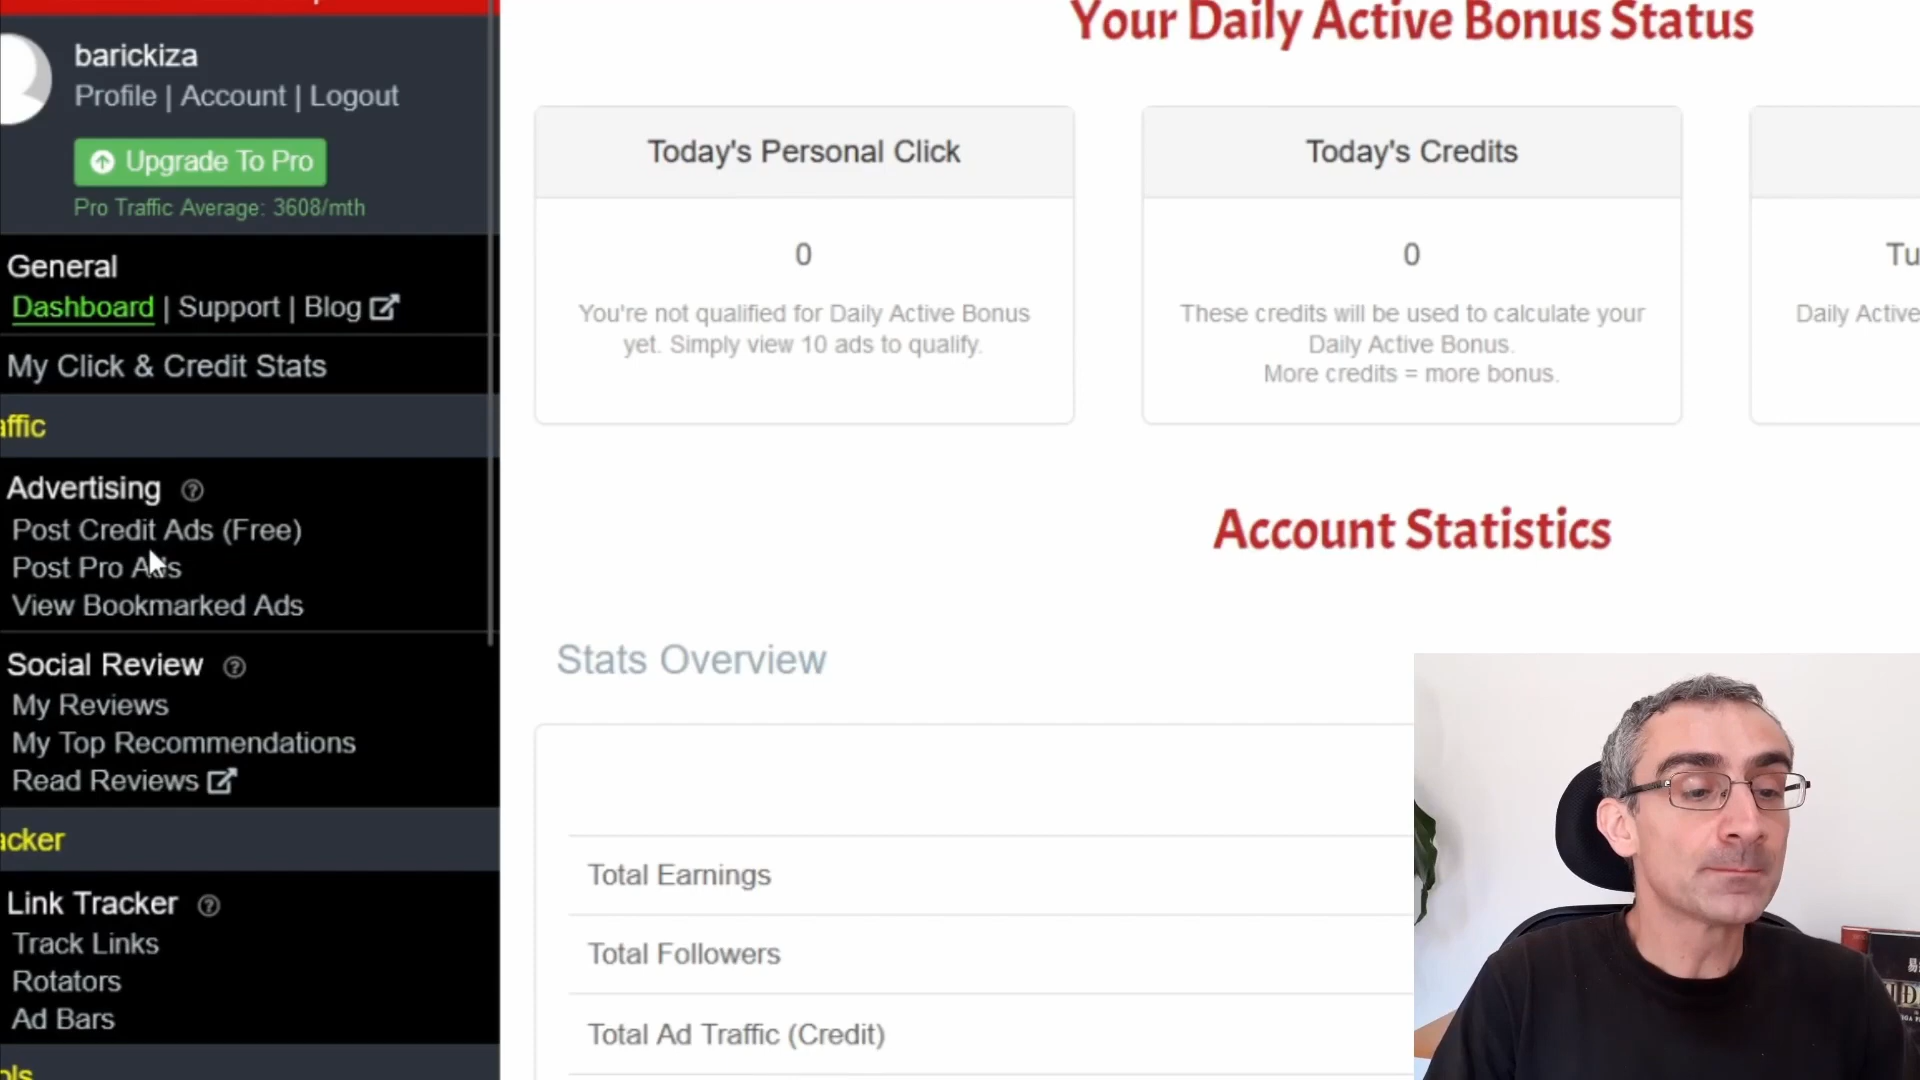 barickiza
Profile | Account | Logout
Upgrade To Pro
Pro Traffic Average: 3608/mth
General
Dashboard | Support | Blog
My Click & Credit Stats
affic
Advertising
Post Credit Ads (Free)
Post Pro Ads
View Bookmarked Ads
Social Review
My Reviews
My Top Recommendations
Read Reviews
acker
Link Tracker
Track Links
Rotators
Ad Bars
ols
Your Daily Active Bonus Status
Today's Personal Click
0
You're not qualified for Daily Active Bonus
yet. Simply view 10 ads to qualify.
Today's Credits
0
These credits will be used to calculate your
Daily Active Bonus.
More credits = more bonus.
Tu
Daily Active
Account Statistics
Stats Overview
Total Earnings
Total Followers
Total Ad Traffic (Credit)